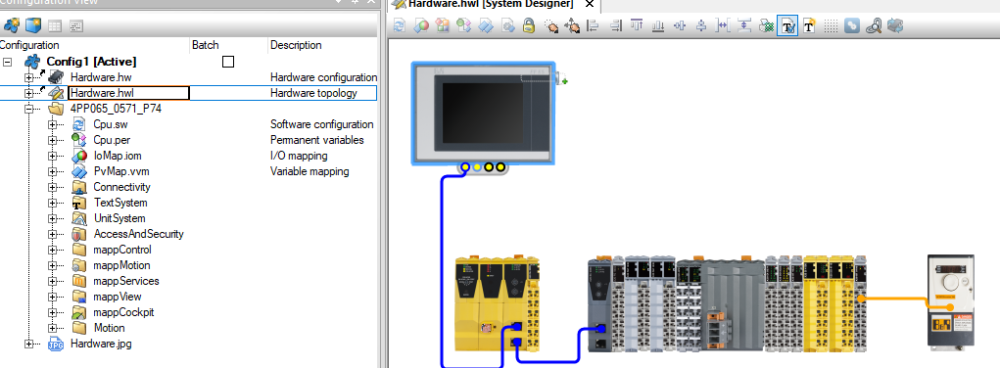 Configuration View
Configuration Batch Description
Config1 [Active]
Hardware.hw Hardware configuration
Hardware.hwl Hardware topology
4PP065_0571_P74
Cpu.sw Software configuration
Cpu.per Permanent variables
IoMap.iom I/O mapping
PvMap.vvm Variable mapping
Connectivity
TextSystem
UnitSystem
AccessAndSecurity
mappControl
mappMotion
mappServices
mappView
mappCockpit
Motion
Hardware.jpg
Hardware.hwl [System Designer]